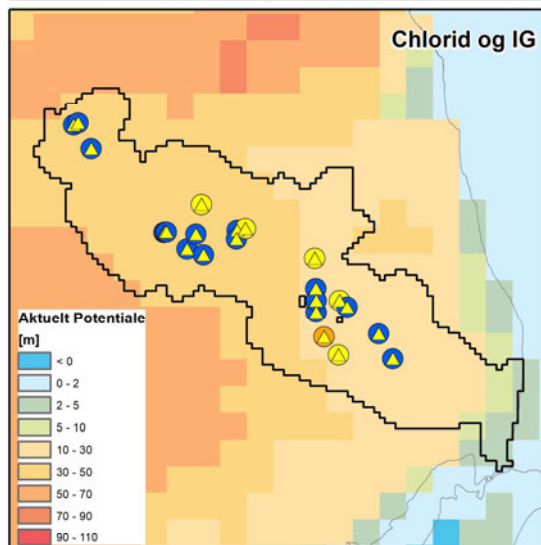 Chlorid og IG
Aktuelt Potentiale
[m]
< 0
0 - 2
2 - 5
5 - 10
10 - 30
30 - 50
50 - 70
70 - 90
90 - 110